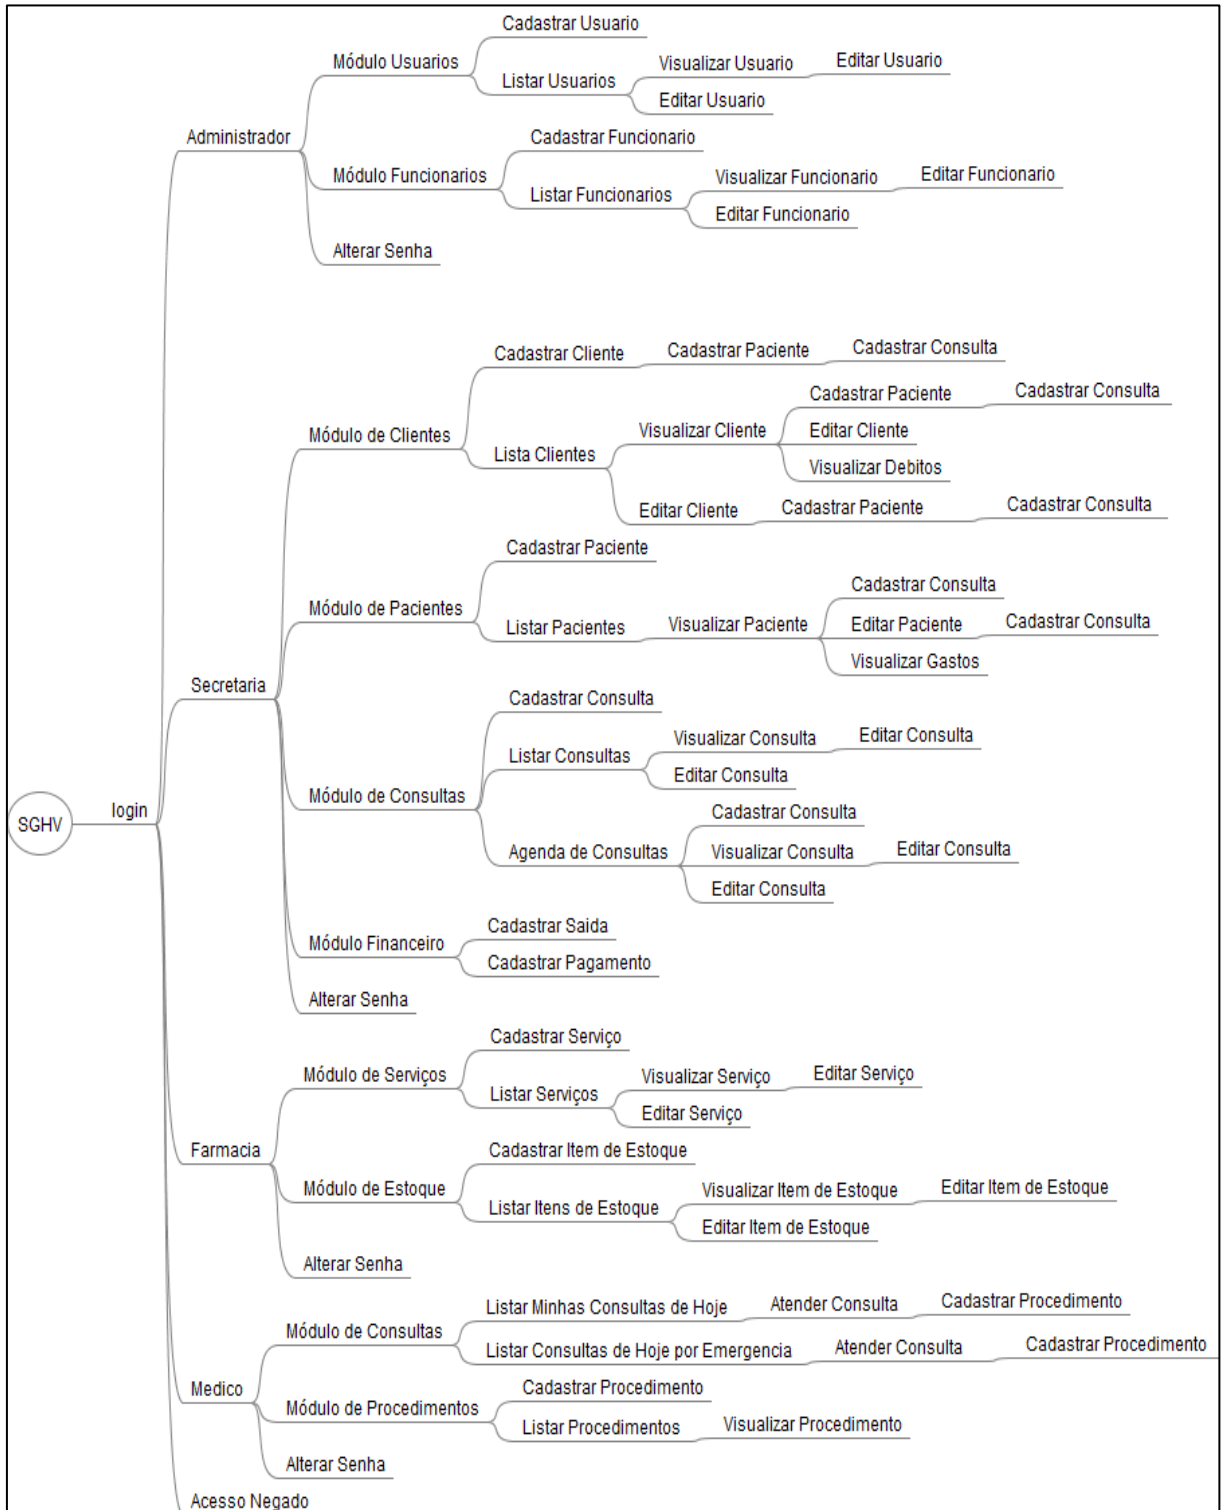 SGHV
login
Administrador
Módulo Usuarios
Cadastrar Usuario
Listar Usuarios
Visualizar Usuario
Editar Usuario
Editar Usuario
Módulo Funcionarios
Cadastrar Funcionario
Listar Funcionarios
Visualizar Funcionario
Editar Funcionario
Editar Funcionario
Alterar Senha
Secretaria
Módulo de Clientes
Cadastrar Cliente
Cadastrar Paciente
Cadastrar Consulta
Lista Clientes
Visualizar Cliente
Cadastrar Paciente
Cadastrar Consulta
Editar Cliente
Visualizar Debitos
Editar Cliente
Cadastrar Paciente
Cadastrar Consulta
Módulo de Pacientes
Cadastrar Paciente
Listar Pacientes
Visualizar Paciente
Cadastrar Consulta
Editar Paciente
Cadastrar Consulta
Visualizar Gastos
Módulo de Consultas
Cadastrar Consulta
Listar Consultas
Visualizar Consulta
Editar Consulta
Editar Consulta
Agenda de Consultas
Cadastrar Consulta
Visualizar Consulta
Editar Consulta
Editar Consulta
Módulo Financeiro
Cadastrar Saida
Cadastrar Pagamento
Alterar Senha
Farmacia
Módulo de Serviços
Cadastrar Serviço
Listar Serviços
Visualizar Serviço
Editar Serviço
Editar Serviço
Módulo de Estoque
Cadastrar Item de Estoque
Listar Itens de Estoque
Visualizar Item de Estoque
Editar Item de Estoque
Editar Item de Estoque
Alterar Senha
Medico
Módulo de Consultas
Listar Minhas Consultas de Hoje
Atender Consulta
Cadastrar Procedimento
Listar Consultas de Hoje por Emergencia
Atender Consulta
Cadastrar Procedimento
Módulo de Procedimentos
Cadastrar Procedimento
Listar Procedimentos
Visualizar Procedimento
Alterar Senha
Acesso Negado